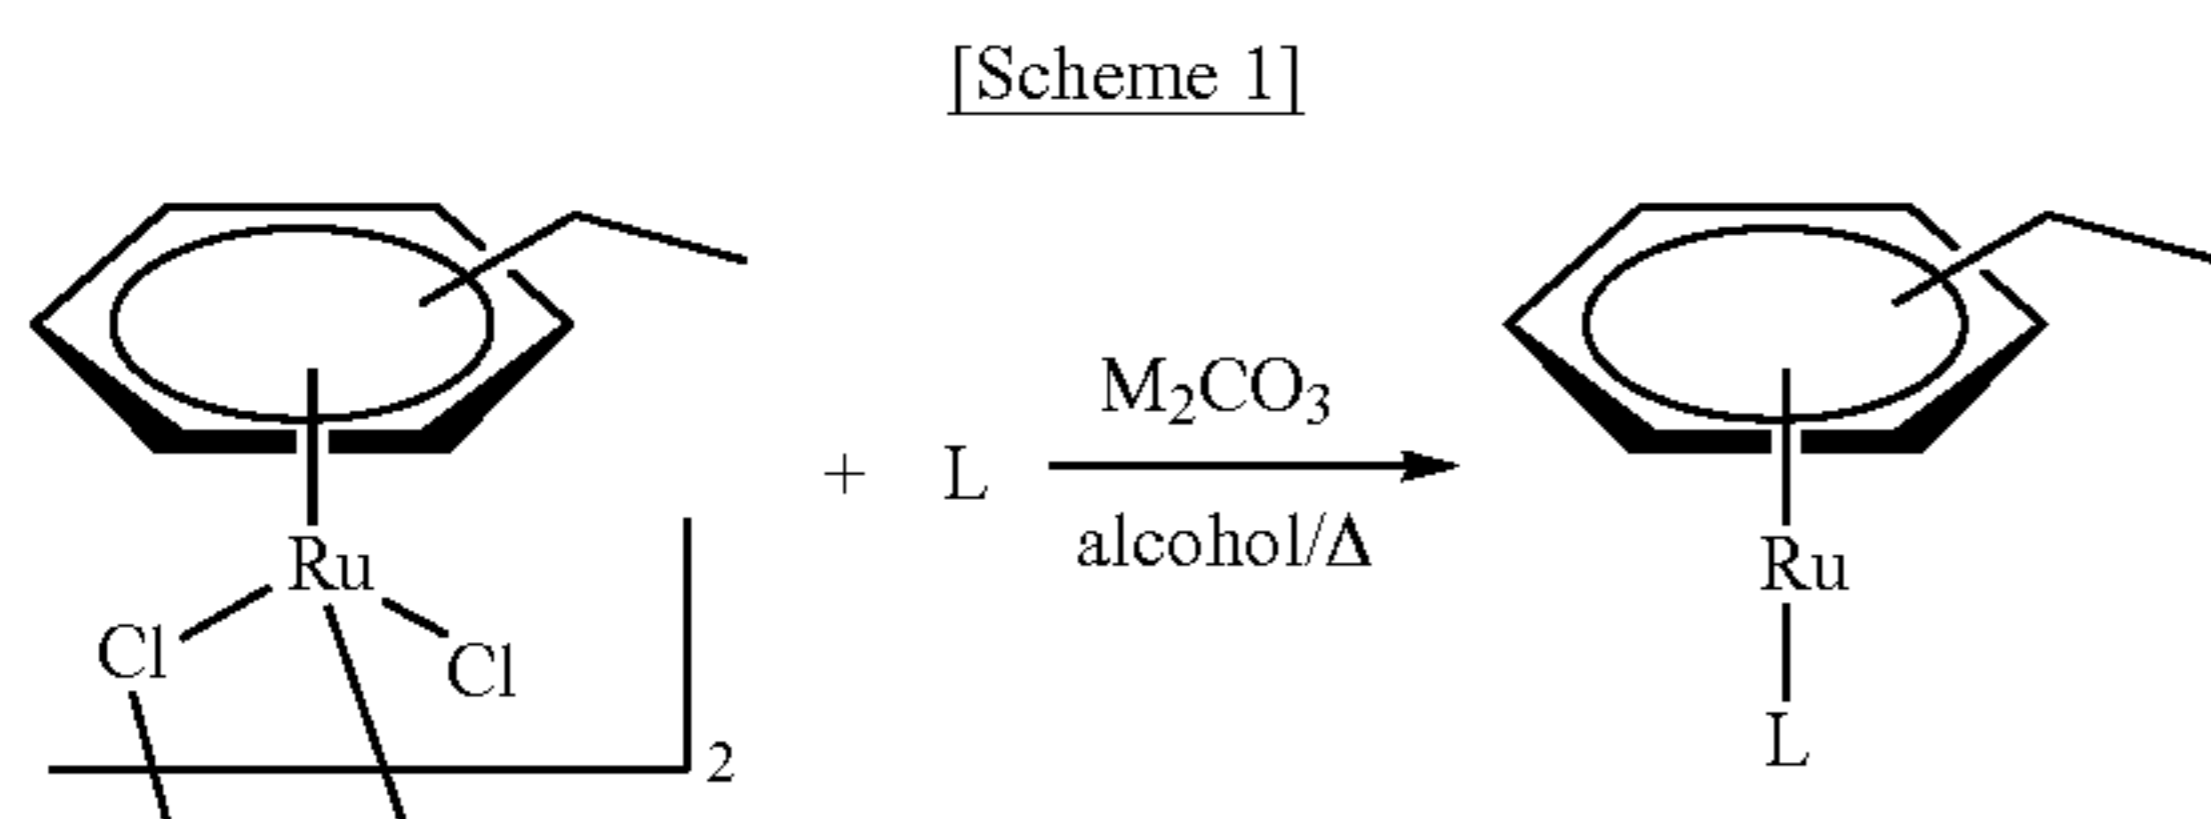 [Scheme 1]
M₂CO₃
+ L
alcohol/Δ
Ru
Ru
Cl
Cl
L
2